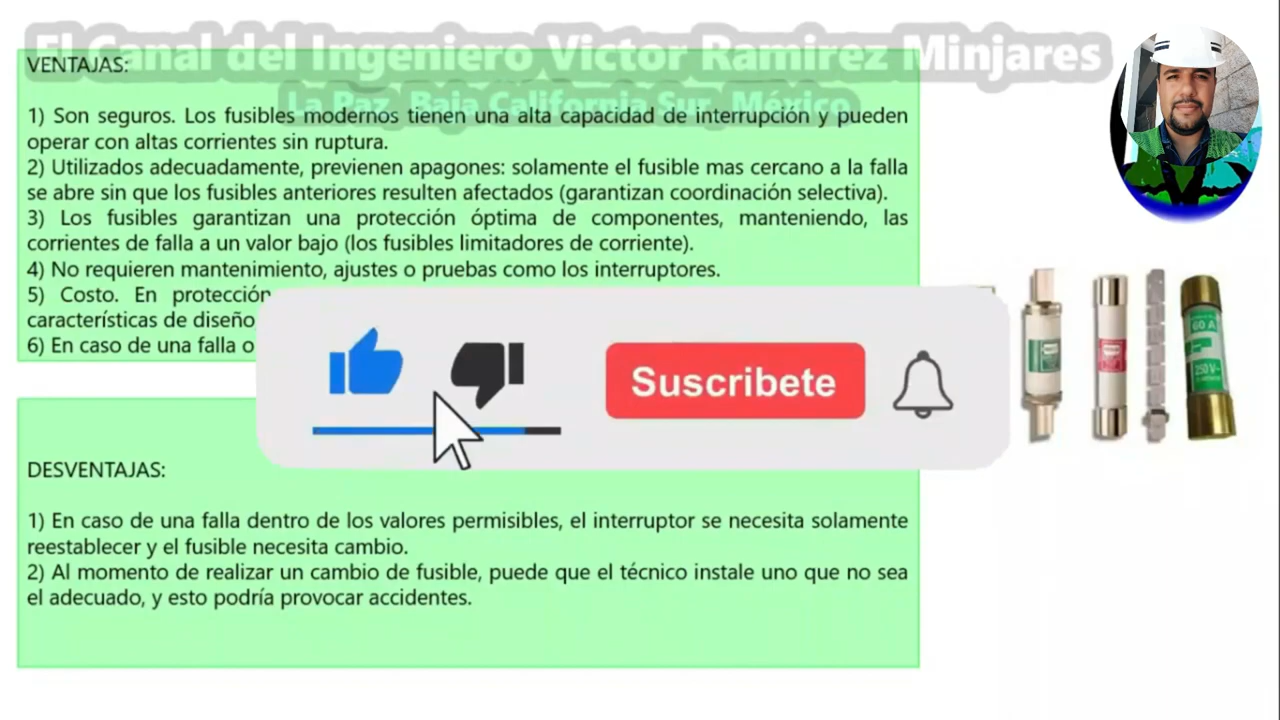 El Canal del Ingeniero Victor Ramirez Minjares
La Paz, Baja California Sur, México
VENTAJAS:
1) Son seguros. Los fusibles modernos tienen una alta capacidad de interrupción y pueden
operar con altas corrientes sin ruptura.
2) Utilizados adecuadamente, previenen apagones: solamente el fusible mas cercano a la falla
se abre sin que los fusibles anteriores resulten afectados (garantizan coordinación selectiva).
3) Los fusibles garantizan una protección óptima de componentes, manteniendo, las
corrientes de falla a un valor bajo (los fusibles limitadores de corriente).
4) No requieren mantenimiento, ajustes o pruebas como los interruptores.
5) Costo. En protección
características de diseño
6) En caso de una falla o
Suscribete
60 A
250 V~
DESVENTAJAS:
1) En caso de una falla dentro de los valores permisibles, el interruptor se necesita solamente
reestablecer y el fusible necesita cambio.
2) Al momento de realizar un cambio de fusible, puede que el técnico instale uno que no sea
el adecuado, y esto podría provocar accidentes.